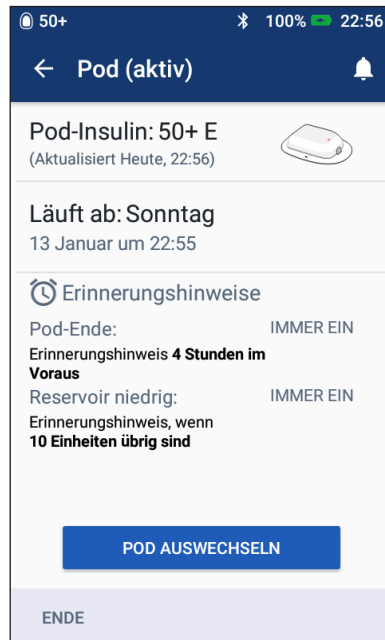 50+ 100% 22:56
Pod (aktiv)
Pod-Insulin: 50+ E
(Aktualisiert Heute, 22:56)
Läuft ab: Sonntag
13 Januar um 22:55
Erinnerungshinweise
Pod-Ende: IMMER EIN
Erinnerungshinweis 4 Stunden im
Voraus
Reservoir niedrig: IMMER EIN
Erinnerungshinweis, wenn
10 Einheiten übrig sind
POD AUSWECHSELN
ENDE